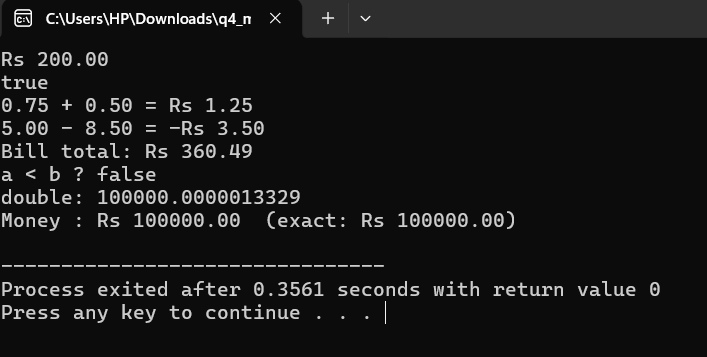 C:\Users\HP\Downloads\q4_m
Rs 200.00
true
0.75 + 0.50 = Rs 1.25
5.00 - 8.50 = -Rs 3.50
Bill total: Rs 360.49
a < b ? false
double: 100000.0000013329
Money : Rs 100000.00  (exact: Rs 100000.00)
--------------------------------
Process exited after 0.3561 seconds with return value 0
Press any key to continue . . .